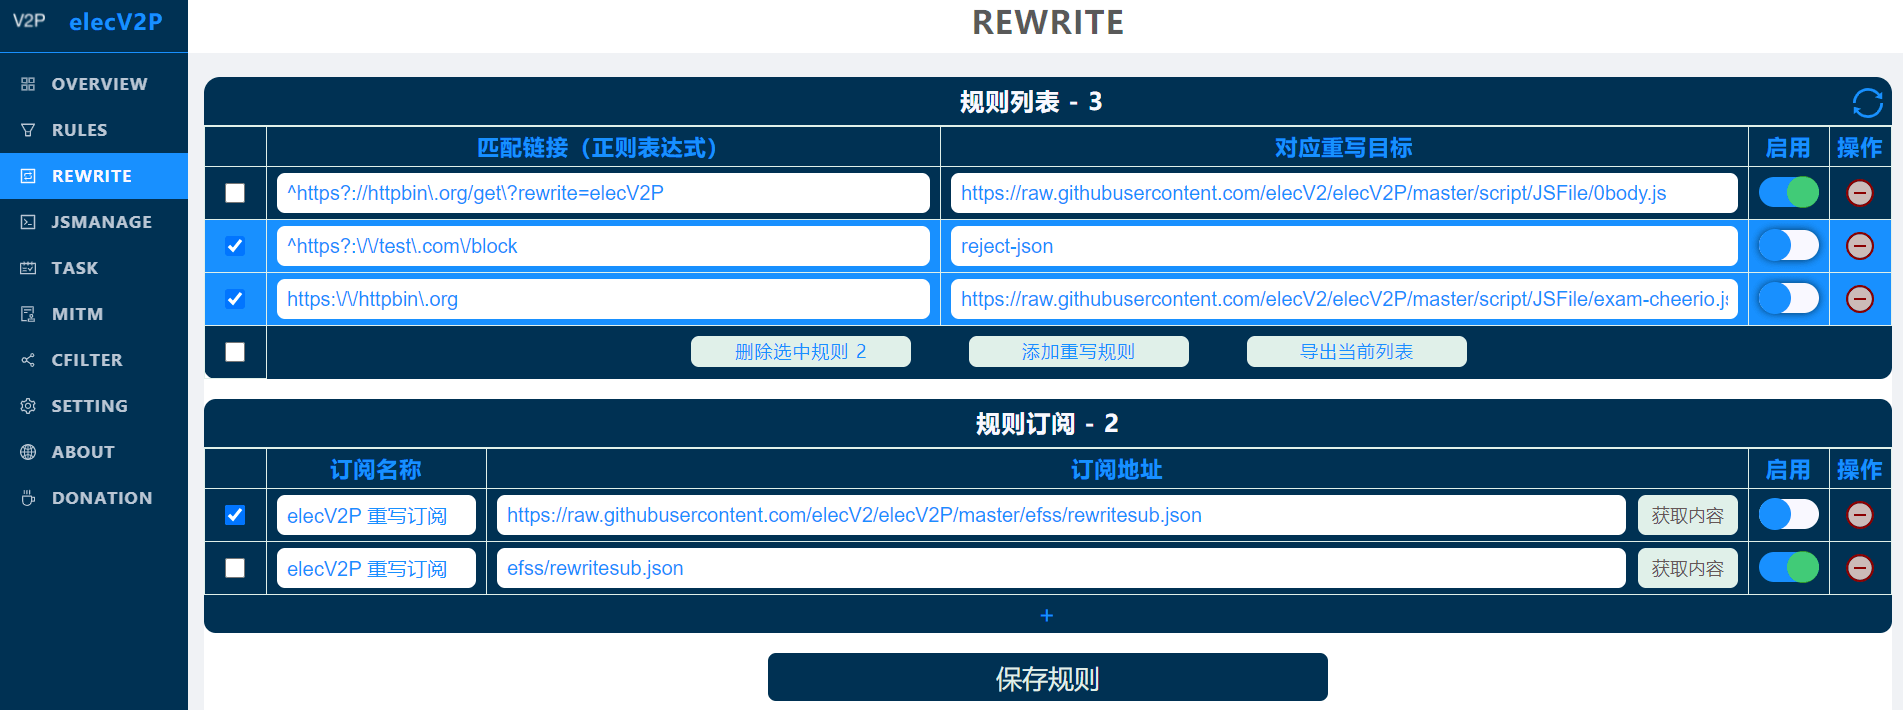 V2P elecV2P
REWRITE
OVERVIEW
RULES
REWRITE
JSMANAGE
TASK
MITM
CFILTER
SETTING
ABOUT
DONATION
规则列表 - 3
匹配链接（正则表达式） 对应重写目标 启用 操作
^https?://httpbin\.org/get\?rewrite=elecV2P https://raw.githubusercontent.com/elecV2/elecV2P/master/script/JSFile/0body.js
^https?:\/\/test\.com\/block reject-json
https:\/\/httpbin\.org https://raw.githubusercontent.com/elecV2/elecV2P/master/script/JSFile/exam-cheerio.js
删除选中规则 2 添加重写规则 导出当前列表
规则订阅 - 2
订阅名称 订阅地址 启用 操作
elecV2P 重写订阅 https://raw.githubusercontent.com/elecV2/elecV2P/master/efss/rewritesub.json 获取内容
elecV2P 重写订阅 efss/rewritesub.json 获取内容
+
保存规则